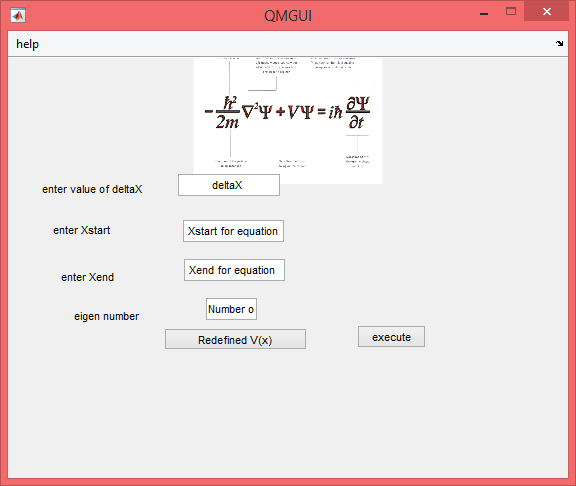 QMGUI
help
-ħ²/2m ∇²Ψ + VΨ = iħ ∂Ψ/∂t
enter value of deltaX
deltaX
enter Xstart
Xstart for equation
enter Xend
Xend for equation
eigen number
Number o
Redefined V(x)
execute